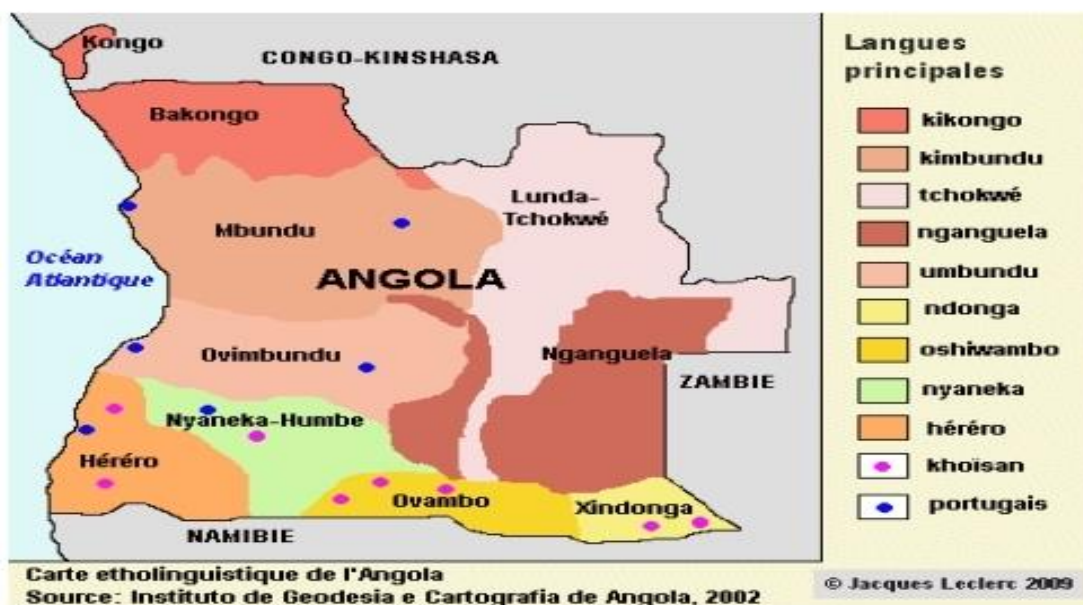 Kongo
CONGO-KINSHASA
Bakongo
Lunda-
Tchokwé
Mbundu
Océan
Atlantique
ANGOLA
Ovimbundu
Nganguela
ZAMBIE
Nyaneka-Humbe
Héréro
Ovambo
Xindonga
NAMIBIE
Langues
principales
kikongo
kimbundu
tchokwé
nganguela
umbundu
ndonga
oshiwambo
nyaneka
héréro
khoïsan
portugais
Carte etholinguistique de l'Angola
Source: Instituto de Geodesia e Cartografia de Angola, 2002
© Jacques Leclerc 2009